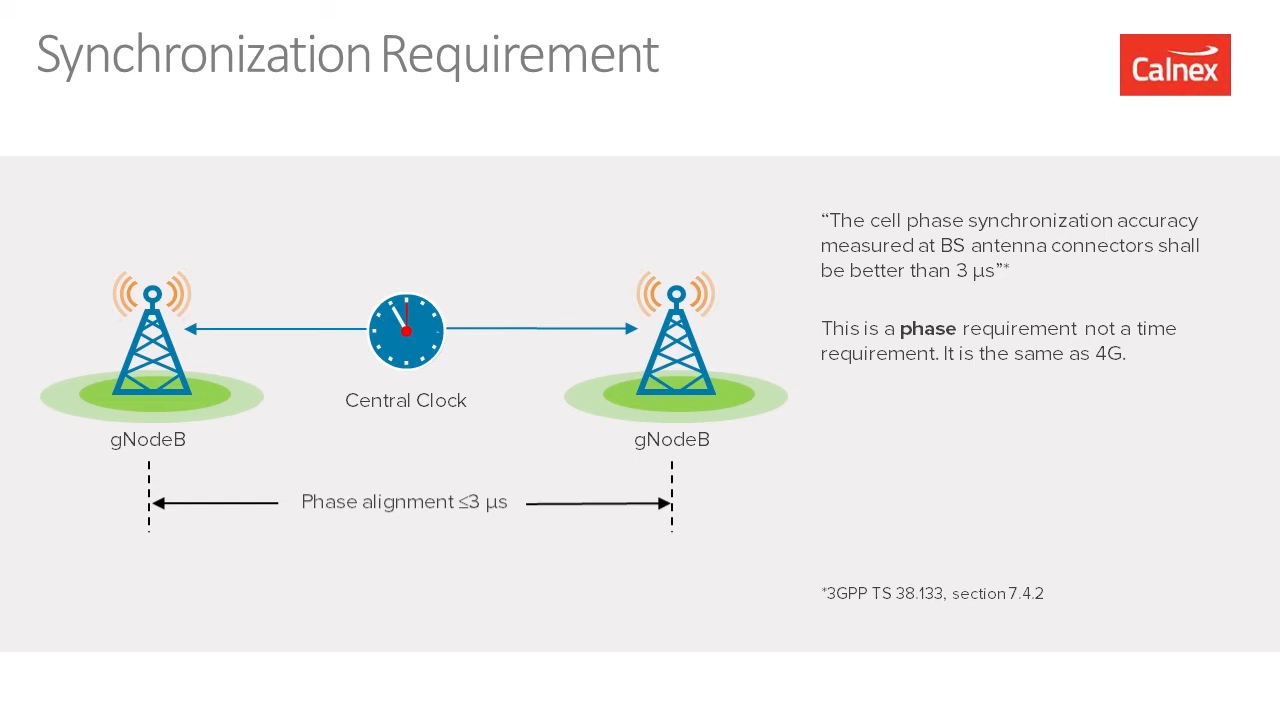 Synchronization Requirement
Calnex
“The cell phase synchronization accuracy
measured at BS antenna connectors shall
be better than 3 µs”*
This is a phase requirement not a time
requirement. It is the same as 4G.
Central Clock
gNodeB
gNodeB
Phase alignment ≤3 µs
*3GPP TS 38.133, section 7.4.2